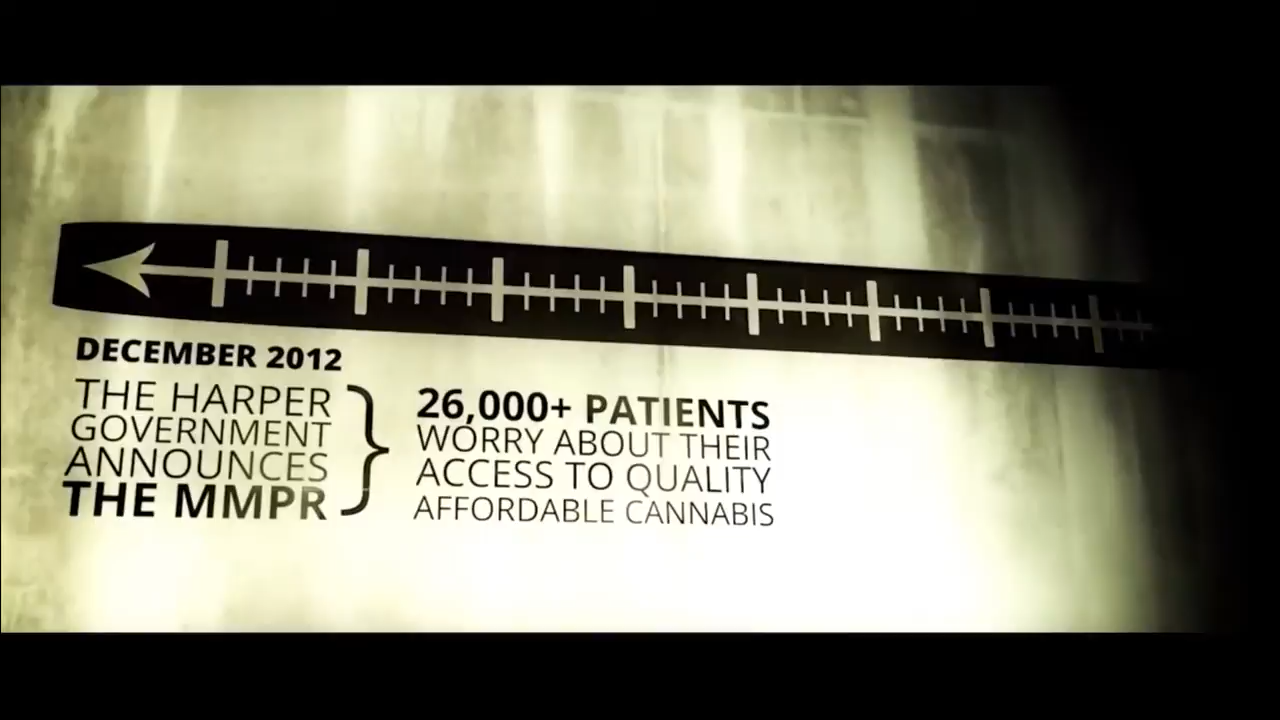 DECEMBER 2012
THE HARPER
GOVERNMENT
ANNOUNCES
THE MMPR
26,000+ PATIENTS
WORRY ABOUT THEIR
ACCESS TO QUALITY
AFFORDABLE CANNABIS